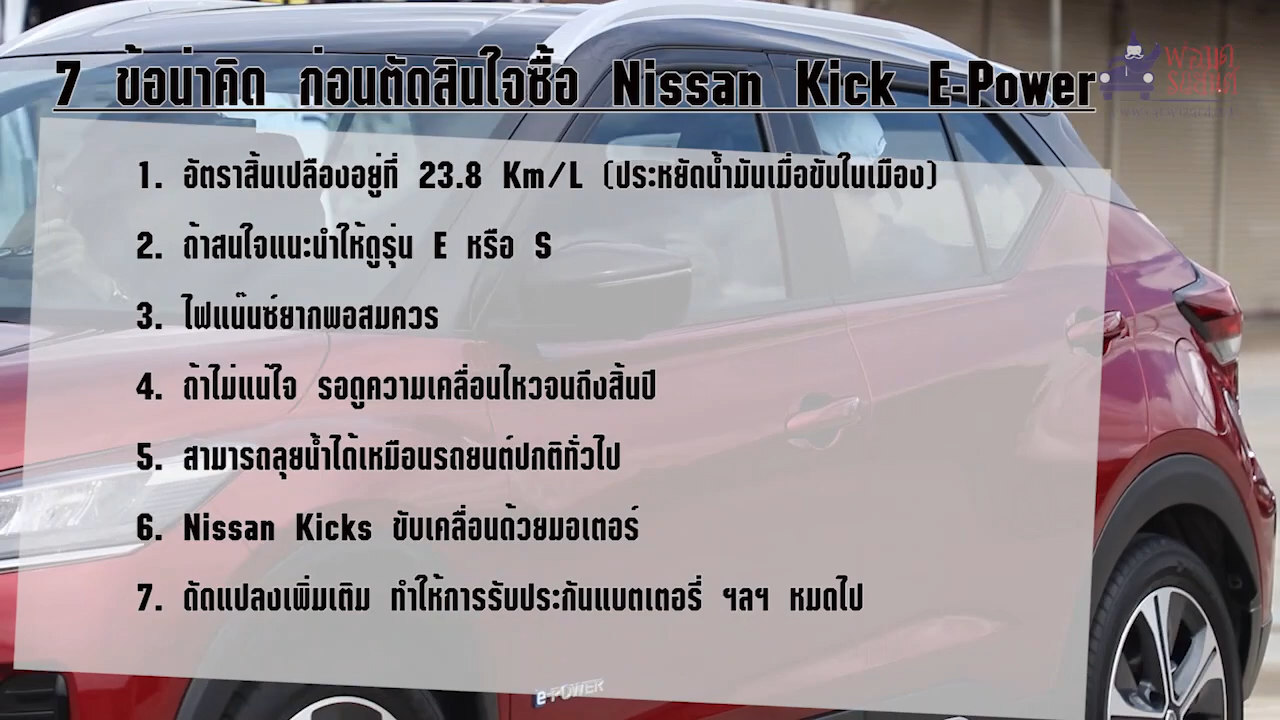 7 ข้อน่าคิด ก่อนตัดสินใจซื้อ Nissan Kick E-Power
พ่อมด
รถยนต์
1. อัตราสิ้นเปลืองอยู่ที่ 23.8 Km/L (ประหยัดน้ำมันเมื่อขับในเมือง)
2. ถ้าสนใจแนะนำให้ดูรุ่น E หรือ S
3. ไฟแน๊นซ์ยากพอสมควร
4. ถ้าไม่แน่ใจ รอดูความเคลื่อนไหวจนถึงสิ้นปี
5. สามารถลุยน้ำได้เหมือนรถยนต์ปกติทั่วไป
6. Nissan Kicks ขับเคลื่อนด้วยมอเตอร์
7. ดัดแปลงเพิ่มเติม ทำให้การรับประกันแบตเตอรี่ ฯลฯ หมดไป
e-POWER